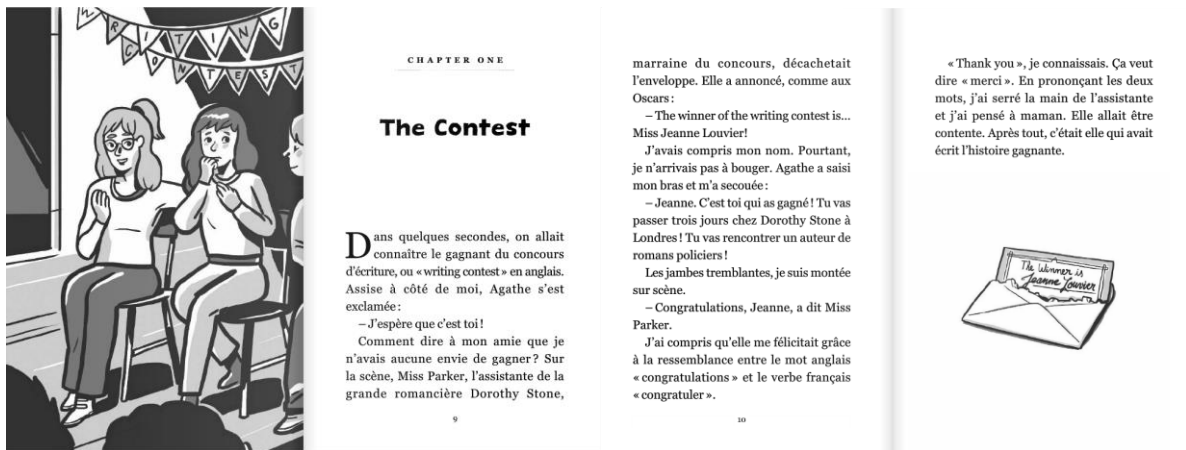 WRITING
CONTEST
CHAPTER ONE
The Contest
Dans quelques secondes, on allait
connaître le gagnant du concours
d’écriture, ou « writing contest » en anglais.
Assise à côté de moi, Agathe s’est
exclamée :
– J’espère que c’est toi !
Comment dire à mon amie que je
n’avais aucune envie de gagner ? Sur
la scène, Miss Parker, l’assistante de la
grande romancière Dorothy Stone,
9
marraine du concours, décachetait
l’enveloppe. Elle a annoncé, comme aux
Oscars :
– The winner of the writing contest is...
Miss Jeanne Louvier!
J’avais compris mon nom. Pourtant,
je n’arrivais pas à bouger. Agathe a saisi
mon bras et m’a secouée :
– Jeanne. C’est toi qui as gagné ! Tu vas
passer trois jours chez Dorothy Stone à
Londres ! Tu vas rencontrer un auteur de
romans policiers !
Les jambes tremblantes, je suis montée
sur scène.
– Congratulations, Jeanne, a dit Miss
Parker.
J’ai compris qu’elle me félicitait grâce
à la ressemblance entre le mot anglais
« congratulations » et le verbe français
« congratuler ».
10
« Thank you », je connaissais. Ça veut
dire « merci ». En prononçant les deux
mots, j’ai serré la main de l’assistante
et j’ai pensé à maman. Elle allait être
contente. Après tout, c’était elle qui avait
écrit l’histoire gagnante.
The Winner is
Jeanne Louvier